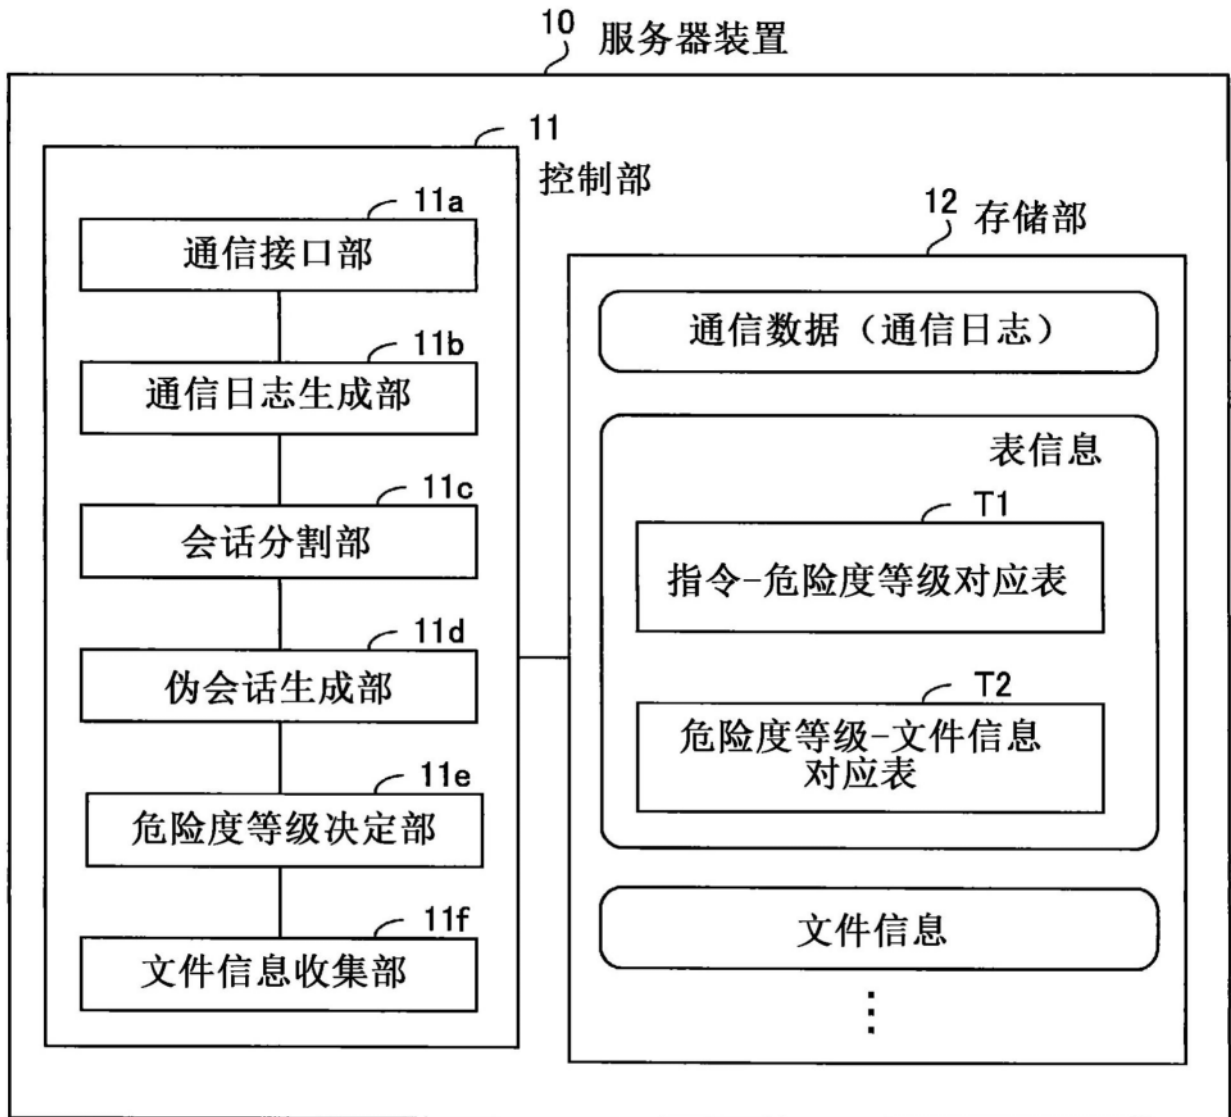 10 服务器装置
11
控制部
11a
通信接口部
11b
通信日志生成部
11c
会话分割部
11d
伪会话生成部
11e
危险度等级决定部
11f
文件信息收集部
12 存储部
通信数据（通信日志）
表信息
T1
指令-危险度等级对应表
T2
危险度等级-文件信息
对应表
文件信息
⋮